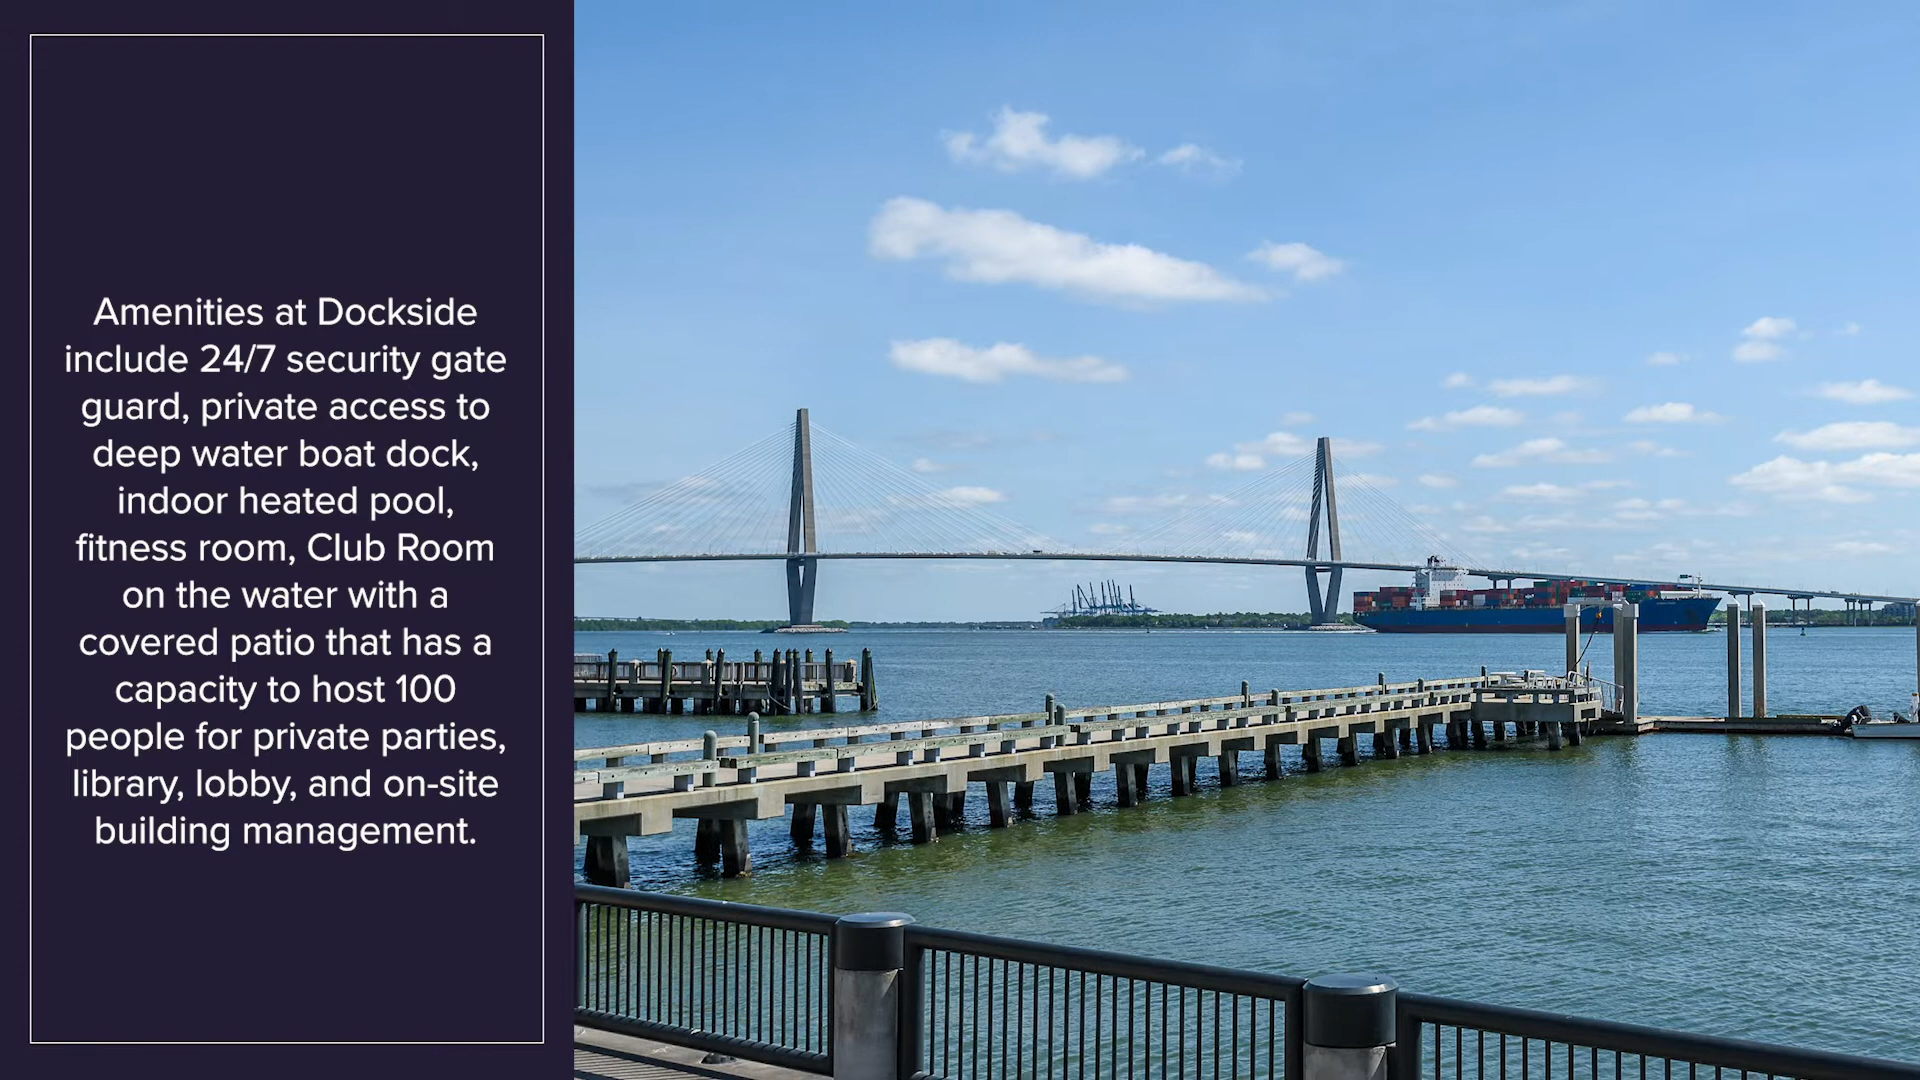 Amenities at Dockside
include 24/7 security gate
guard, private access to
deep water boat dock,
indoor heated pool,
fitness room, Club Room
on the water with a
covered patio that has a
capacity to host 100
people for private parties,
library, lobby, and on-site
building management.